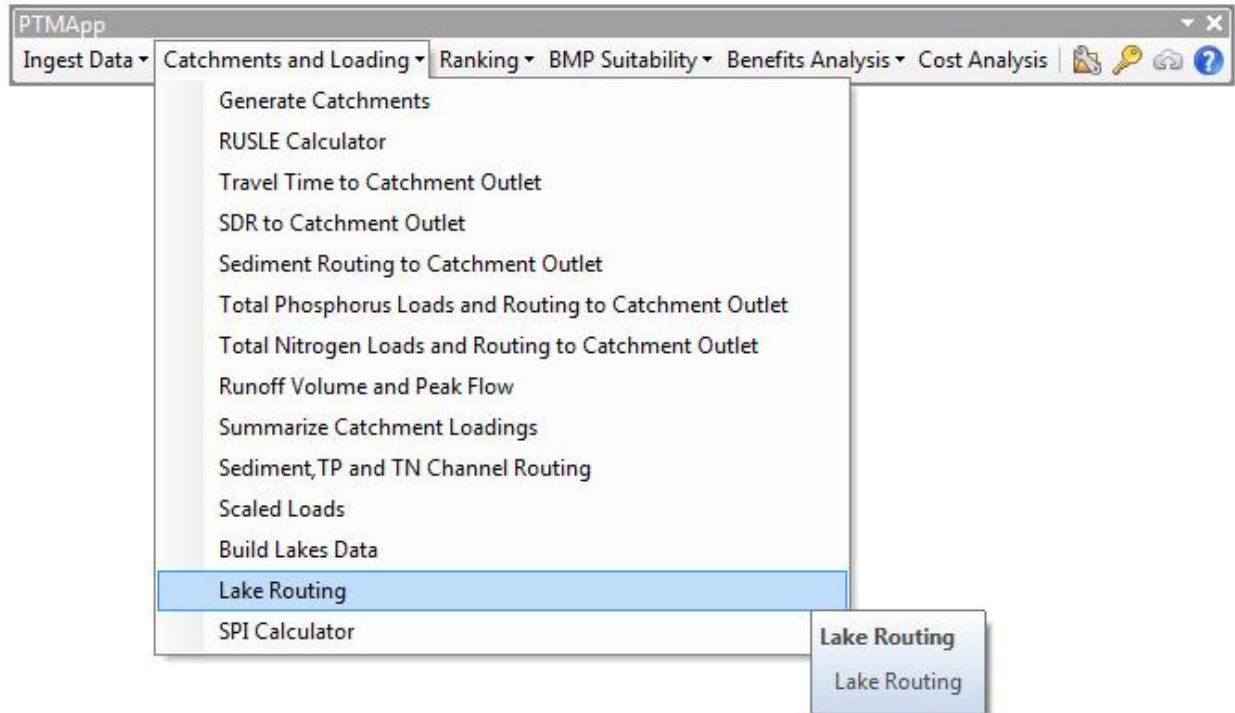 PTMApp
Ingest Data Catchments and Loading Ranking BMP Suitability Benefits Analysis Cost Analysis
Generate Catchments
RUSLE Calculator
Travel Time to Catchment Outlet
SDR to Catchment Outlet
Sediment Routing to Catchment Outlet
Total Phosphorus Loads and Routing to Catchment Outlet
Total Nitrogen Loads and Routing to Catchment Outlet
Runoff Volume and Peak Flow
Summarize Catchment Loadings
Sediment,TP and TN Channel Routing
Scaled Loads
Build Lakes Data
Lake Routing
SPI Calculator
Lake Routing
Lake Routing